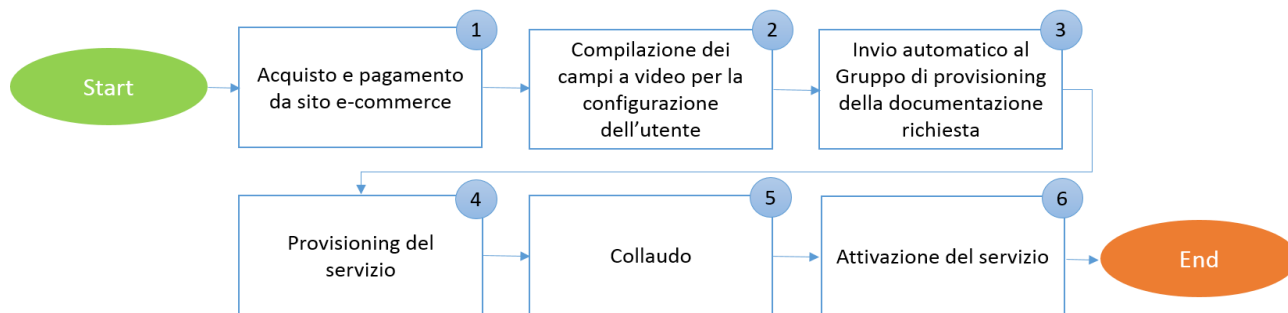 1
2
3
Start
Acquisto e pagamento
da sito e-commerce
Compilazione dei
campi a video per la
configurazione
dell’utente
Invio automatico al
Gruppo di provisioning
della documentazione
richiesta
4
5
6
Provisioning del
servizio
Collaudo
Attivazione del servizio
End